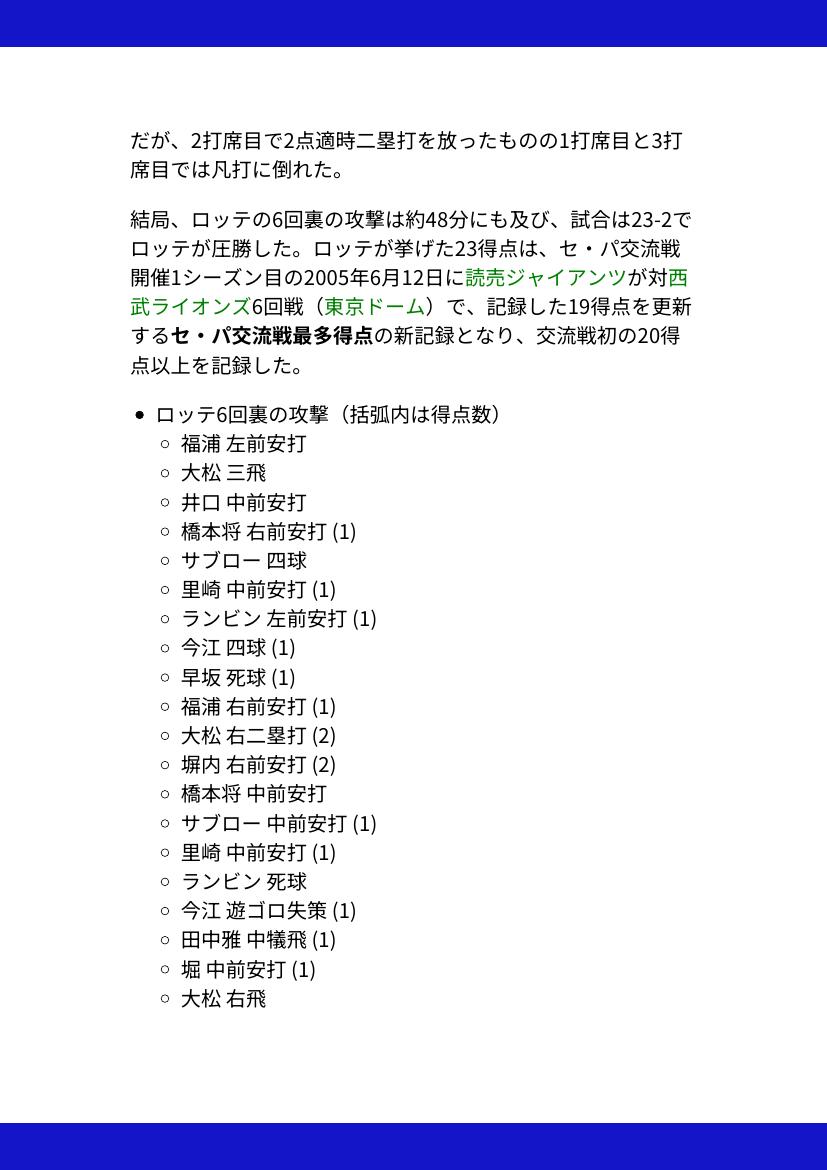 だが、2打席目で2点適時二塁打を放ったものの1打席目と3打
席目では凡打に倒れた。
結局、ロッテの6回裏の攻撃は約48分にも及び、試合は23-2で
ロッテが圧勝した。ロッテが挙げた23得点は、セ・パ交流戦
開催1シーズン目の2005年6月12日に読売ジャイアンツが対西
武ライオンズ6回戦（東京ドーム）で、記録した19得点を更新
するセ・パ交流戦最多得点の新記録となり、交流戦初の20得
点以上を記録した。
• ロッテ6回裏の攻撃（括弧内は得点数）
◦ 福浦 左前安打
◦ 大松 三飛
◦ 井口 中前安打
◦ 橋本将 右前安打 (1)
◦ サブロー 四球
◦ 里崎 中前安打 (1)
◦ ランビン 左前安打 (1)
◦ 今江 四球 (1)
◦ 早坂 死球 (1)
◦ 福浦 右前安打 (1)
◦ 大松 右二塁打 (2)
◦ 塀内 右前安打 (2)
◦ 橋本将 中前安打
◦ サブロー 中前安打 (1)
◦ 里崎 中前安打 (1)
◦ ランビン 死球
◦ 今江 遊ゴロ失策 (1)
◦ 田中雅 中犠飛 (1)
◦ 堀 中前安打 (1)
◦ 大松 右飛